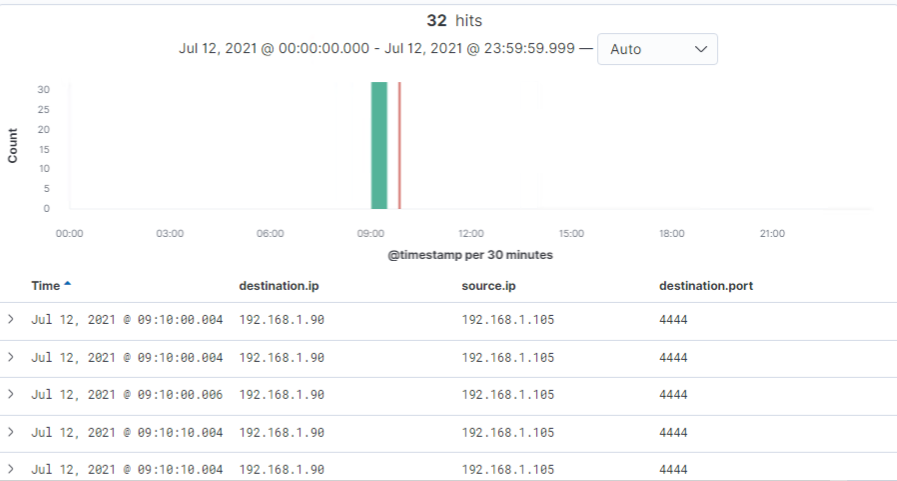 32 hits
Jul 12, 2021 @ 00:00:00.000 - Jul 12, 2021 @ 23:59:59.999 — Auto
30
25
20
15
10
5
0
Count
00:00 03:00 06:00 09:00 12:00 15:00 18:00 21:00
@timestamp per 30 minutes
Time destination.ip source.ip destination.port
Jul 12, 2021 @ 09:10:00.004 192.168.1.90 192.168.1.105 4444
Jul 12, 2021 @ 09:10:00.004 192.168.1.90 192.168.1.105 4444
Jul 12, 2021 @ 09:10:00.006 192.168.1.90 192.168.1.105 4444
Jul 12, 2021 @ 09:10:10.004 192.168.1.90 192.168.1.105 4444
Jul 12, 2021 @ 09:10:10.004 192.168.1.90 192.168.1.105 4444